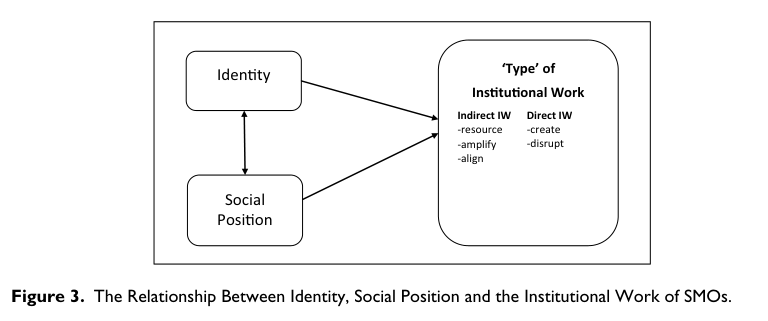 Identity
Social
Position
‘Type’ of
Institutional Work
Indirect IW
-resource
-amplify
-align
Direct IW
-create
-disrupt
Figure 3. The Relationship Between Identity, Social Position and the Institutional Work of SMOs.